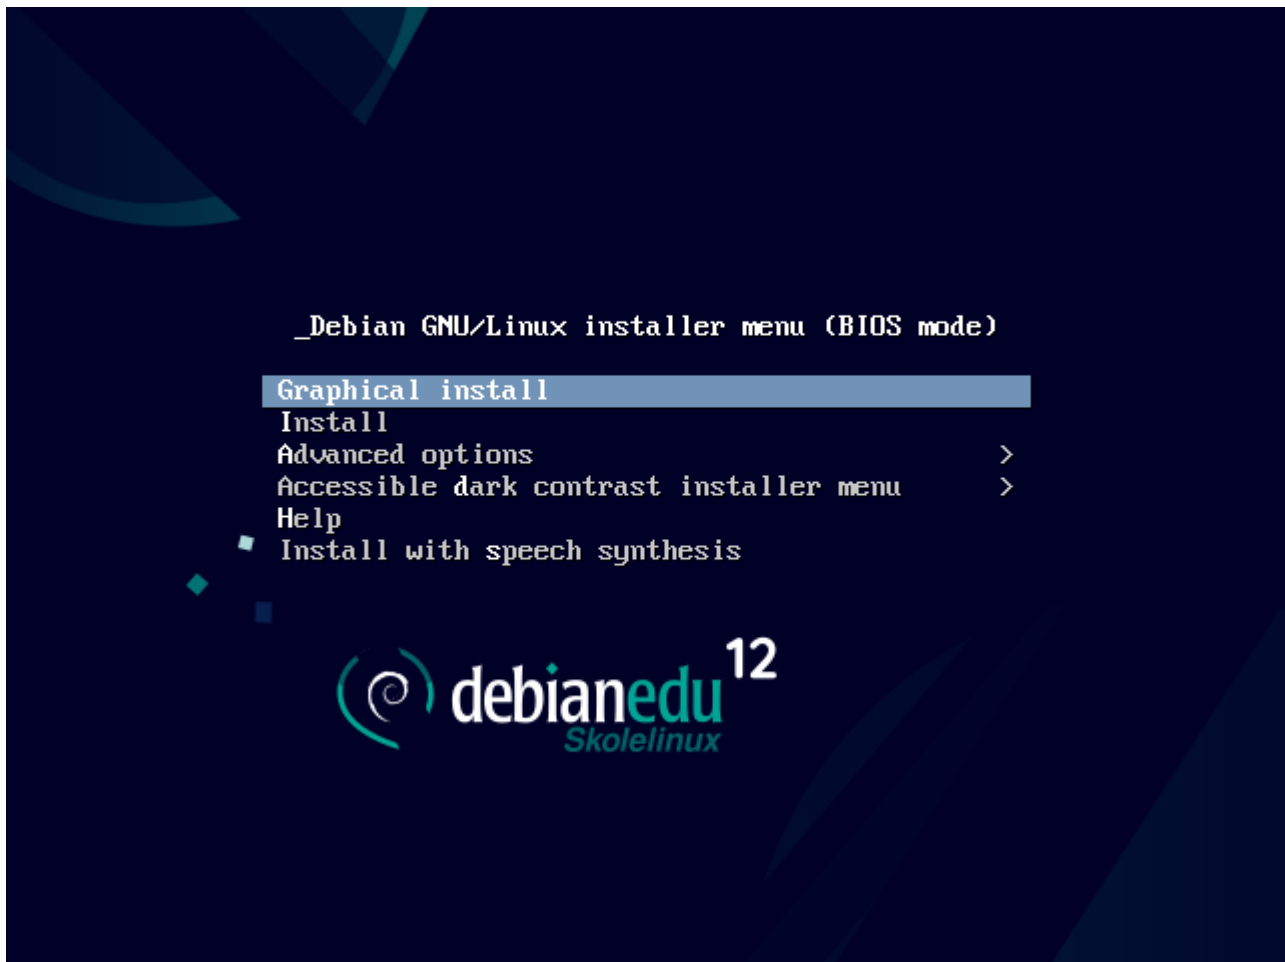 _Debian GNU/Linux installer menu (BIOS mode)
Graphical install
Install
Advanced options >
Accessible dark contrast installer menu >
Help
Install with speech synthesis
debianedu 12
Skolelinux